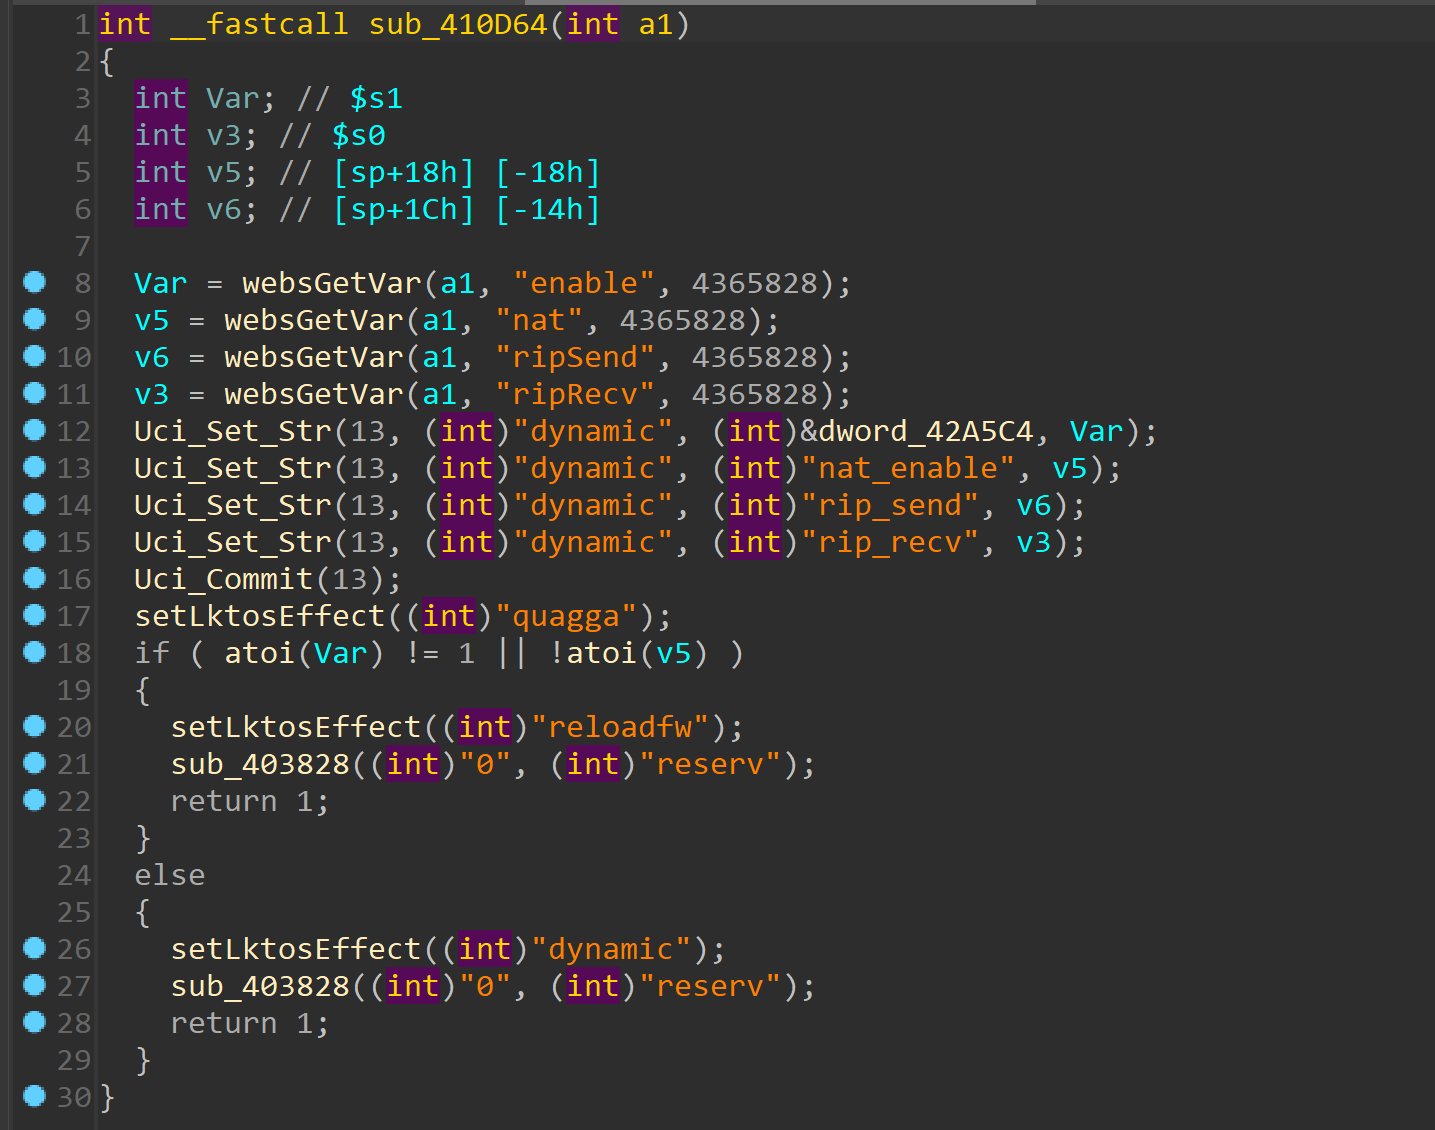 1 int __fastcall sub_410D64(int a1)
2 {
3   int Var; // $s1
4   int v3; // $s0
5   int v5; // [sp+18h] [-18h]
6   int v6; // [sp+1Ch] [-14h]
7
8   Var = websGetVar(a1, "enable", 4365828);
9   v5 = websGetVar(a1, "nat", 4365828);
10   v6 = websGetVar(a1, "ripSend", 4365828);
11   v3 = websGetVar(a1, "ripRecv", 4365828);
12   Uci_Set_Str(13, (int)"dynamic", (int)&dword_42A5C4, Var);
13   Uci_Set_Str(13, (int)"dynamic", (int)"nat_enable", v5);
14   Uci_Set_Str(13, (int)"dynamic", (int)"rip_send", v6);
15   Uci_Set_Str(13, (int)"dynamic", (int)"rip_recv", v3);
16   Uci_Commit(13);
17   setLktosEffect((int)"quagga");
18   if ( atoi(Var) != 1 || !atoi(v5) )
19   {
20     setLktosEffect((int)"reloadfw");
21     sub_403828((int)"0", (int)"reserv");
22     return 1;
23   }
24   else
25   {
26     setLktosEffect((int)"dynamic");
27     sub_403828((int)"0", (int)"reserv");
28     return 1;
29   }
30 }